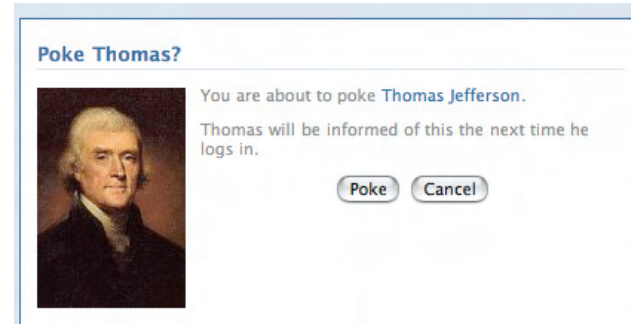 Poke Thomas?
You are about to poke Thomas Jefferson.
Thomas will be informed of this the next time he
logs in.
Poke Cancel